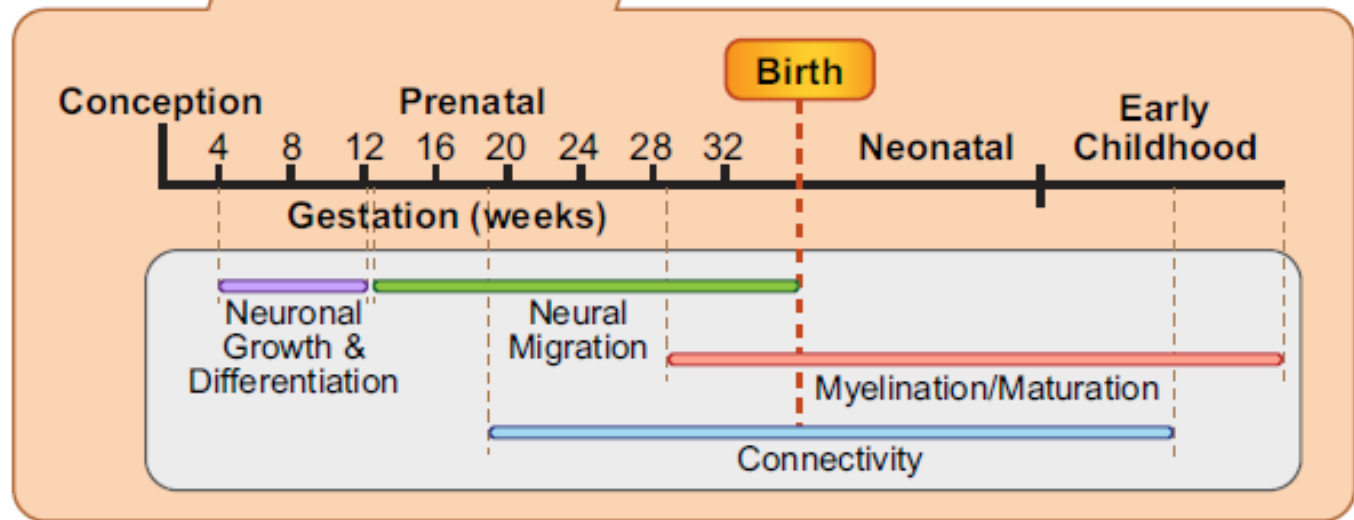 Birth
Conception
Prenatal
Early
Childhood
4 8 12 16 20 24 28 32
Neonatal
Gestation (weeks)
Neuronal
Growth &
Differentiation
Neural
Migration
Myelination/Maturation
Connectivity